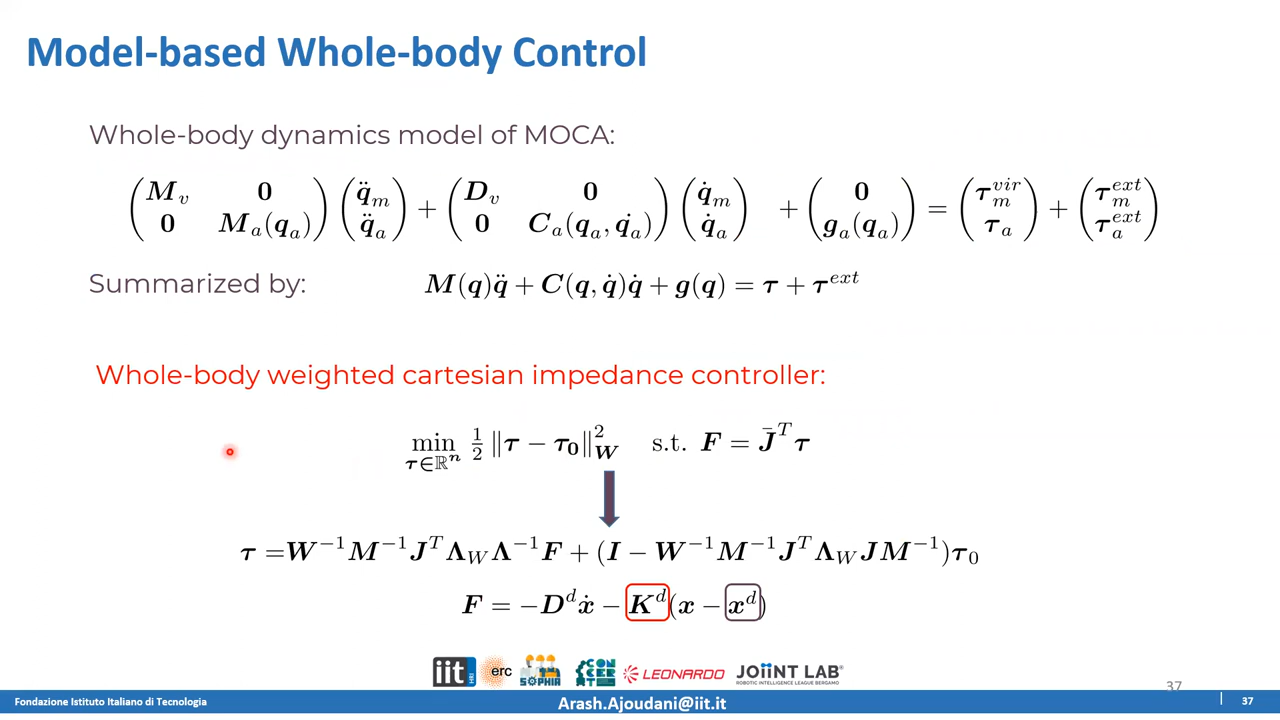 Model-based Whole-body Control
Whole-body dynamics model of MOCA:
$\begin{pmatrix} M_v & 0 \\ 0 & M_a(q_a) \end{pmatrix} \begin{pmatrix} \ddot{q}_m \\ \ddot{q}_a \end{pmatrix} + \begin{pmatrix} D_v & 0 \\ 0 & C_a(q_a, \dot{q_a}) \end{pmatrix} \begin{pmatrix} \dot{q}_m \\ \dot{q}_a \end{pmatrix} + \begin{pmatrix} 0 \\ g_a(q_a) \end{pmatrix} = \begin{pmatrix} \tau_m^{vir} \\ \tau_a \end{pmatrix} + \begin{pmatrix} \tau_m^{ext} \\ \tau_a^{ext} \end{pmatrix}$
Summarized by: $M(q)\ddot{q} + C(q, \dot{q})\dot{q} + g(q) = \tau + \tau^{ext}$
Whole-body weighted cartesian impedance controller:
$\min_{\tau \in \mathbb{R}^n} \frac{1}{2} \|\tau - \tau_0\|_W^2 \quad \text{s.t. } F = \bar{J}^T \tau$
$\tau = W^{-1} M^{-1} J^T \Lambda_W \Lambda^{-1} F + (I - W^{-1} M^{-1} J^T \Lambda_W J M^{-1}) \tau_0$
$F = -D^d \dot{x} - K^d (x - x^d)$
iit HRII erc SOPHIA CONCERT LEONARDO JOiiNT LAB
ROBOTIC INTELLIGENCE LEAGUE BERGAMO
37
Fondazione Istituto Italiano di Tecnologia Arash.Ajoudani@iit.it 37